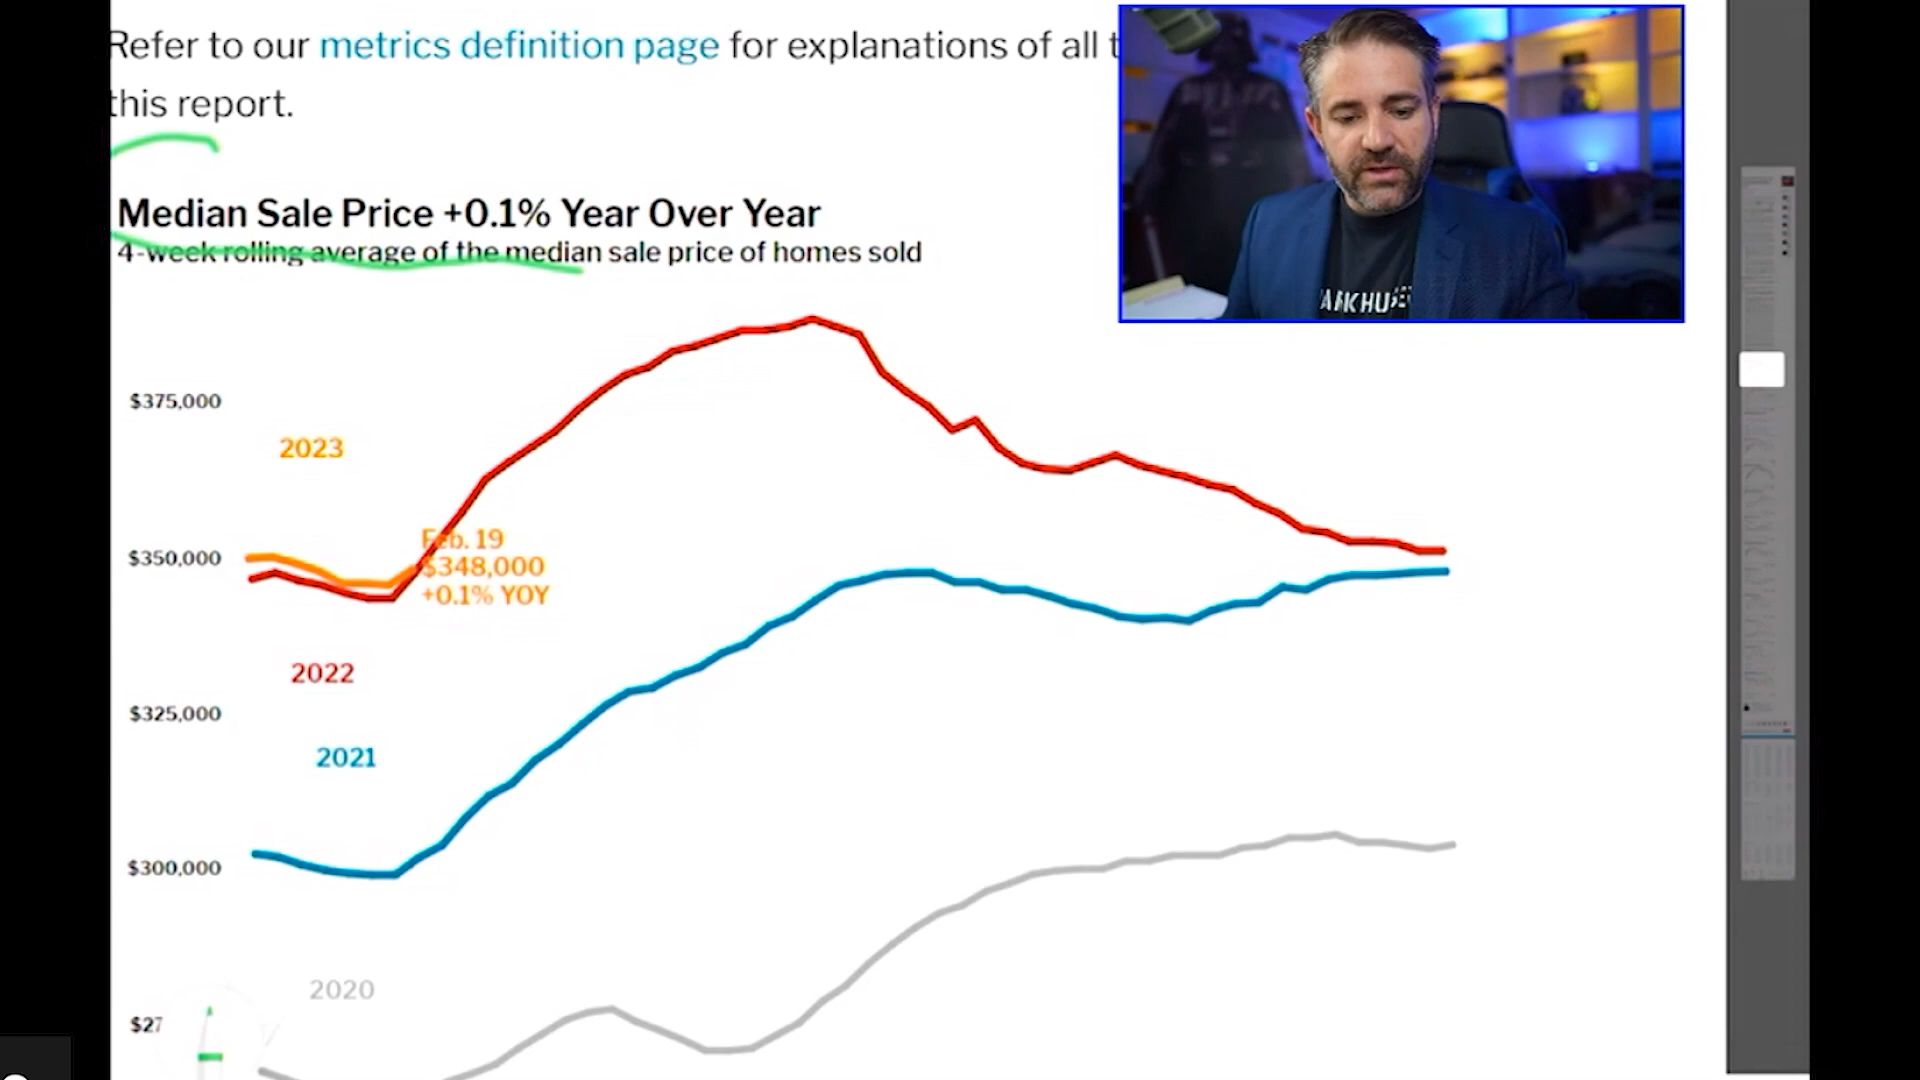 Refer to our metrics definition page for explanations of all
this report.
Median Sale Price +0.1% Year Over Year
4-week rolling average of the median sale price of homes sold
$375,000
2023
Feb. 19
$350,000
$348,000
+0.1% YOY
2022
$325,000
2021
$300,000
2020
$27